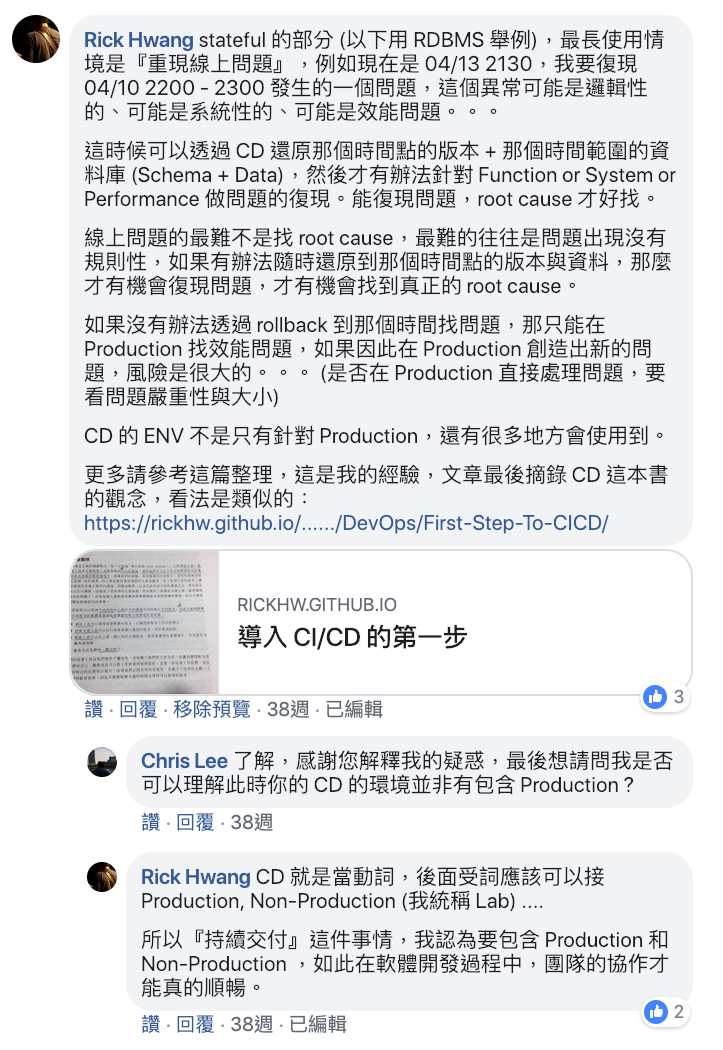 Rick Hwang stateful 的部分 (以下用 RDBMS 舉例)，最長使用情
境是『重現線上問題』，例如現在是 04/13 2130，我要復現
04/10 2200 - 2300 發生的一個問題，這個異常可能是邏輯性
的、可能是系統性的、可能是效能問題。。。
這時候可以透過 CD 還原那個時間點的版本 + 那個時間範圍的資
料庫 (Schema + Data)，然後才有辦法針對 Function or System or
Performance 做問題的復現。能復現問題，root cause 才好找。
線上問題的最難不是找 root cause，最難的往往是問題出現沒有
規則性，如果有辦法隨時還原到那個時間點的版本與資料，那麼
才有機會復現問題，才有機會找到真正的 root cause。
如果沒有辦法透過 rollback 到那個時間找問題，那只能在
Production 找效能問題，如果因此在 Production 創造出新的問
題，風險是很大的。。。 (是否在 Production 直接處理問題，要
看問題嚴重性與大小)
CD 的 ENV 不是只有針對 Production，還有很多地方會使用到。
更多請參考這篇整理，這是我的經驗，文章最後摘錄 CD 這本書
的觀念，看法是類似的：
https://rickhw.github.io/....../DevOps/First-Step-To-CICD/
RICKHW.GITHUB.IO
導入 CI/CD 的第一步
讚 · 回覆 · 移除預覽 · 38週 · 已編輯
3
Chris Lee 了解，感謝您解釋我的疑惑，最後想請問我是否
可以理解此時你的 CD 的環境並非有包含 Production？
讚 · 回覆 · 38週
Rick Hwang CD 就是當動詞，後面受詞應該可以接
Production, Non-Production (我統稱 Lab) ....
所以『持續交付』這件事情，我認為要包含 Production 和
Non-Production ，如此在軟體開發過程中，團隊的協作才
能真的順暢。
2
讚 · 回覆 · 38週 · 已編輯